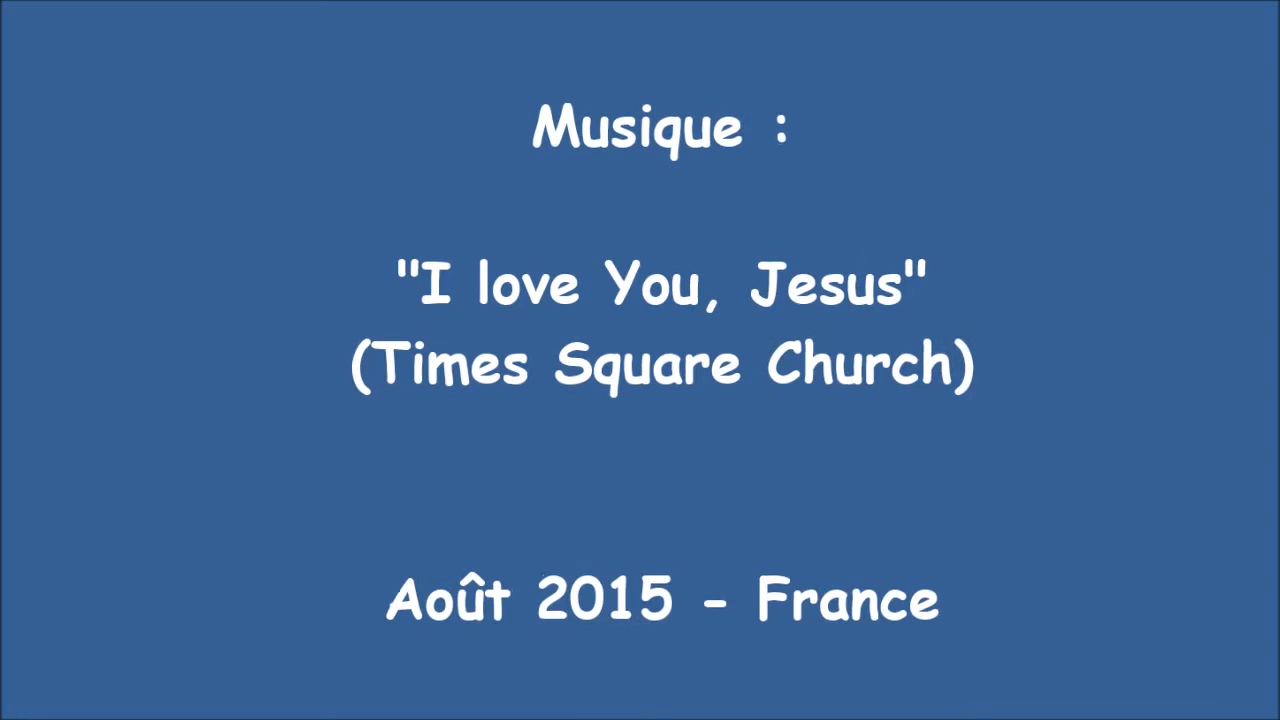 Musique :
"I love You, Jesus"
(Times Square Church)
Août 2015 - France